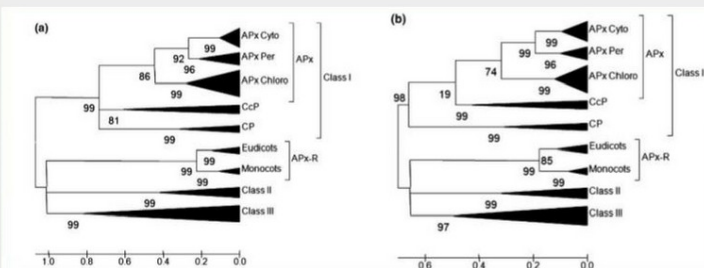 (a)
APx Cyto
99
APx Per
92
96
APx
86
APx Chloro
99
Class I
99
CcP
81
CP
99
Eudicots
99
APx-R
99
Monocots
99
Class II
99
Class III
99
1.0 0.8 0.6 0.4 0.2 0.0
(b)
APx Cyto
99
APx Per
99
96
APx
74
APx Chloro
99
Class I
98
19
CcP
99
CP
99
Eudicots
85
APx-R
99
Monocots
99
Class II
99
Class III
97
0.6 0.4 0.2 0.0